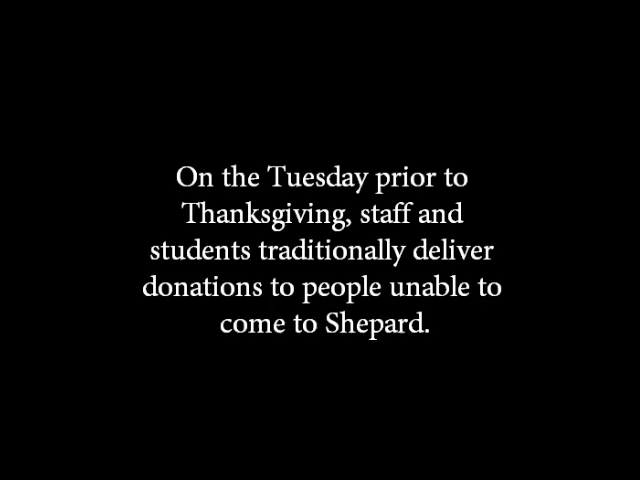 On the Tuesday prior to
Thanksgiving, staff and
students traditionally deliver
donations to people unable to
come to Shepard.